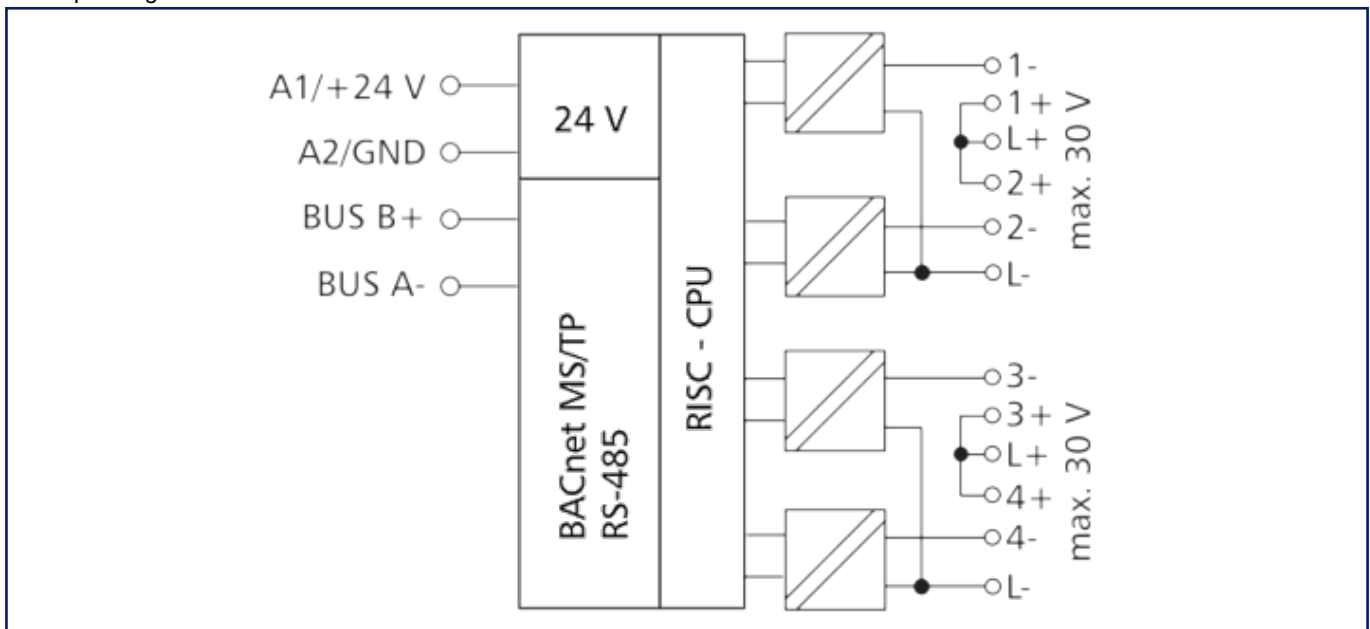 A1/+24 V
A2/GND
BUS B+
BUS A-
24 V
BACnet MS/TP
RS-485
RISC - CPU
1-
1+
L+
2+
2-
L-
max. 30 V
3-
3+
L+
4+
4-
L-
max. 30 V